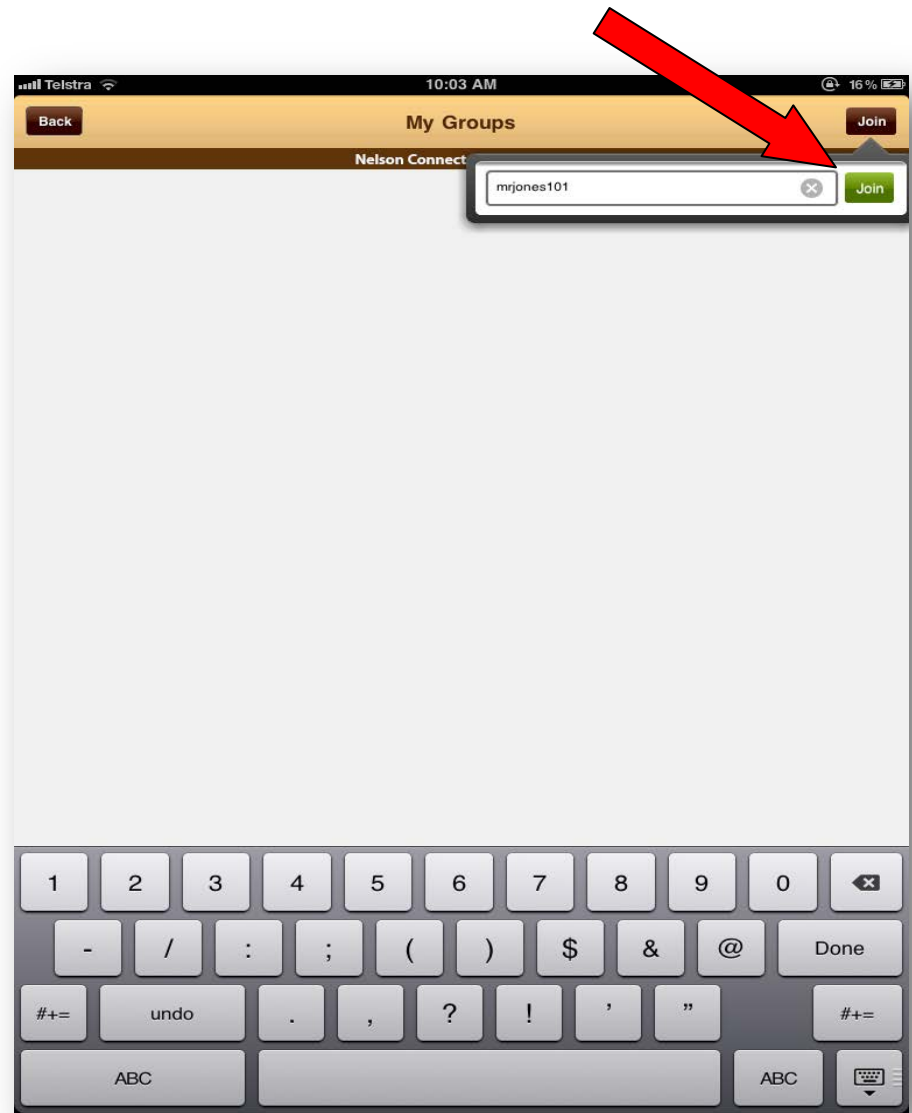 Telstra 10:03 AM 16%
Back My Groups Join
Nelson Connect
mrjones101 Join
1 2 3 4 5 6 7 8 9 0
- / : ; ( ) $ & @ Done
#+= undo . , ? ! ' " #+=
ABC ABC